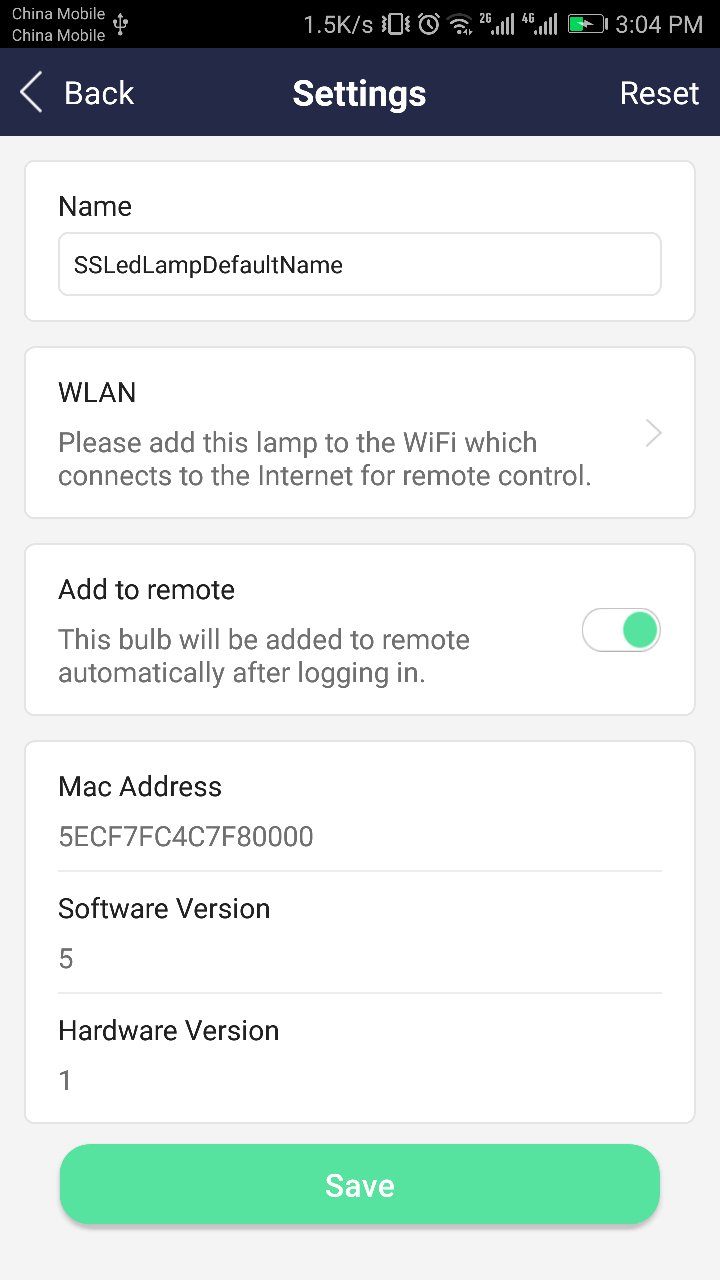 China Mobile
China Mobile
1.5K/s 2G 4G 3:04 PM
Back Settings Reset
Name
SSLedLampDefaultName
WLAN
Please add this lamp to the WiFi which
connects to the Internet for remote control.
Add to remote
This bulb will be added to remote
automatically after logging in.
Mac Address
5ECF7FC4C7F80000
Software Version
5
Hardware Version
1
Save